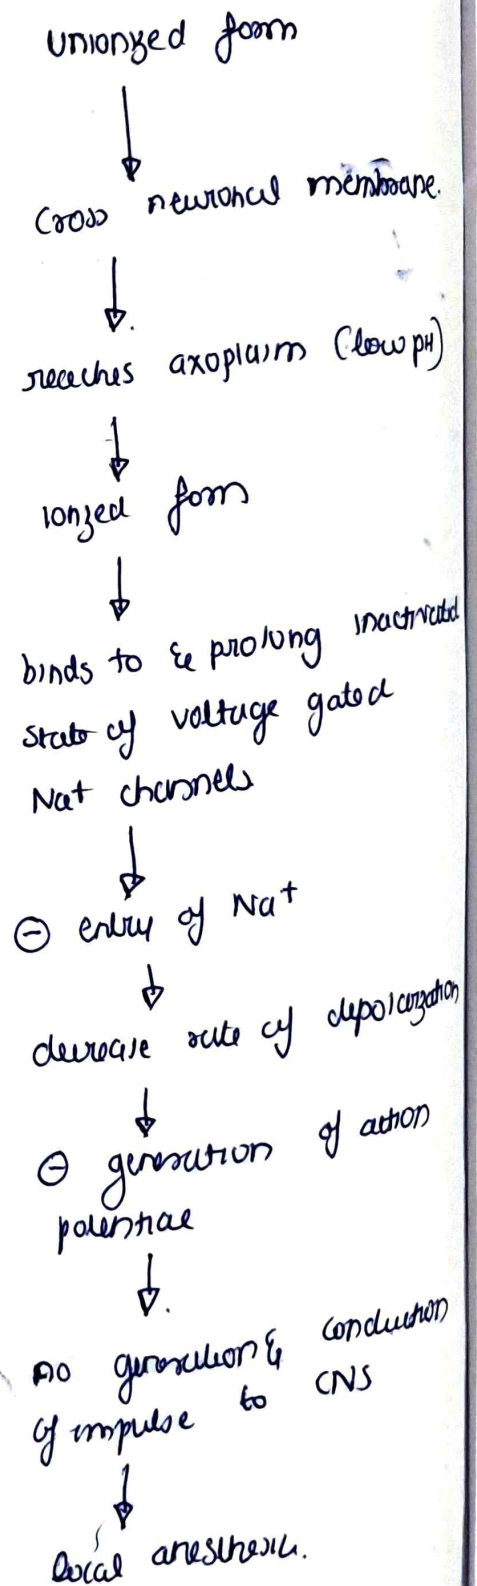 unionzed form
Cross neuronal membrane.
reaches axoplasm (low pH)
ionzed form
binds to & prolong inactivated
state of voltage gated
Na+ channels
⊖ entry of Na+
decrease rate of depolarization
⊖ generation of action
potential
no generation & conduction
of impulse to CNS
local anesthesia.